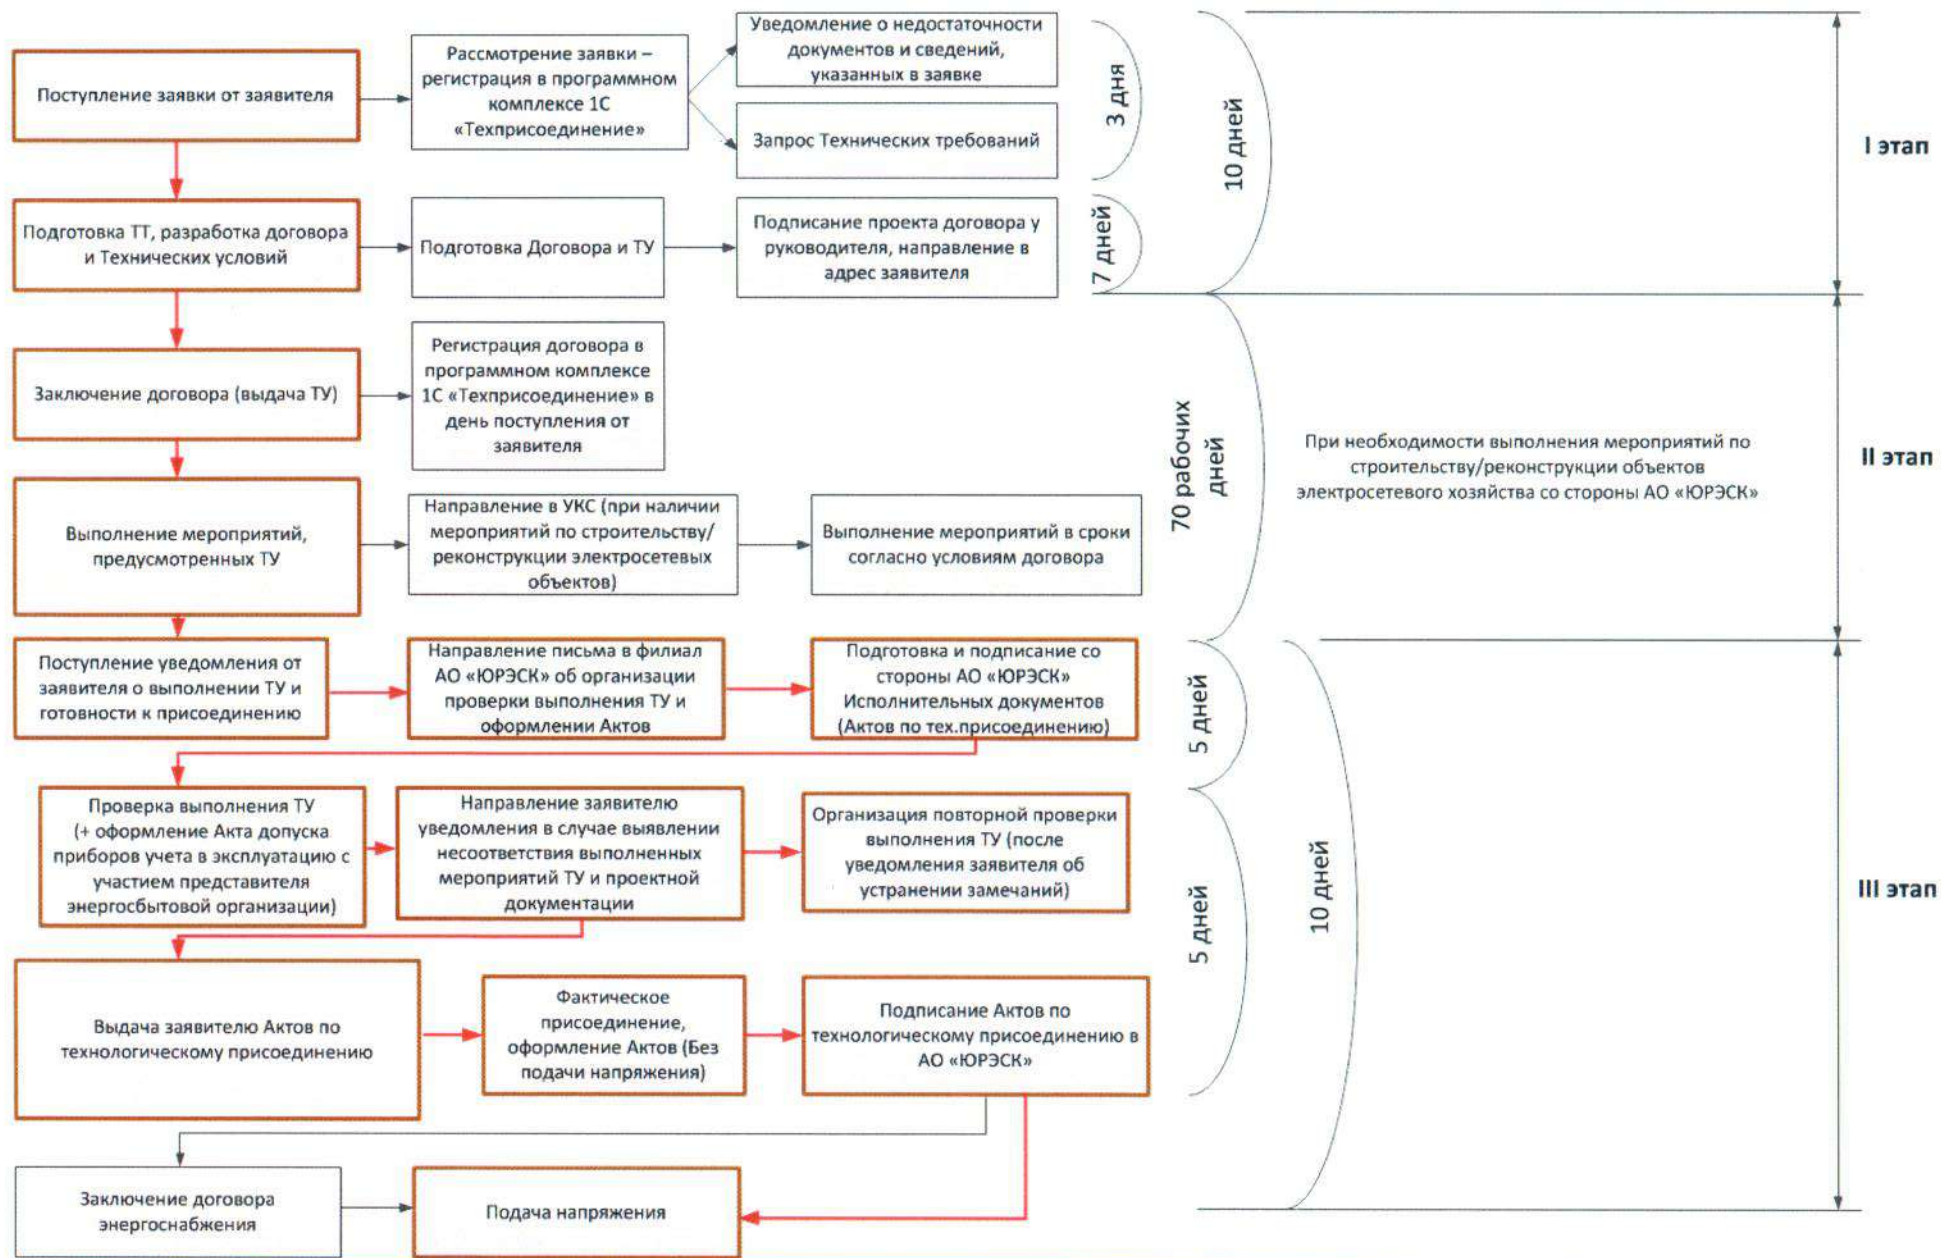 Поступление заявки от заявителя
Рассмотрение заявки –
регистрация в программном
комплексе 1С
«Техприсоединение»
Уведомление о недостаточности
документов и сведений,
указанных в заявке
Запрос Технических требований
3 дня
10 дней
I этап
Подготовка ТТ, разработка договора
и Технических условий
Подготовка Договора и ТУ
Подписание проекта договора у
руководителя, направление в
адрес заявителя
7 дней
Заключение договора (выдача ТУ)
Регистрация договора в
программном комплексе
1С «Техприсоединение» в
день поступления от
заявителя
70 рабочих
дней
При необходимости выполнения мероприятий по
строительству/реконструкции объектов
электросетевого хозяйства со стороны АО «ЮРЭСК»
II этап
Выполнение мероприятий,
предусмотренных ТУ
Направление в УКС (при наличии
мероприятий по строительству/
реконструкции электросетевых
объектов)
Выполнение мероприятий в сроки
согласно условиям договора
Поступление уведомления от
заявителя о выполнении ТУ и
готовности к присоединению
Направление письма в филиал
АО «ЮРЭСК» об организации
проверки выполнения ТУ и
оформлении Актов
Подготовка и подписание со
стороны АО «ЮРЭСК»
Исполнительных документов
(Актов по тех.присоединению)
5 дней
Проверка выполнения ТУ
(+ оформление Акта допуска
приборов учета в эксплуатацию с
участием представителя
энергосбытовой организации)
Направление заявителю
уведомления в случае выявлении
несоответствия выполненных
мероприятий ТУ и проектной
документации
Организация повторной проверки
выполнения ТУ (после
уведомления заявителя об
устранении замечаний)
5 дней
10 дней
III этап
Выдача заявителю Актов по
технологическому присоединению
Фактическое
присоединение,
оформление Актов (Без
подачи напряжения)
Подписание Актов по
технологическому присоединению в
АО «ЮРЭСК»
Заключение договора
энергоснабжения
Подача напряжения